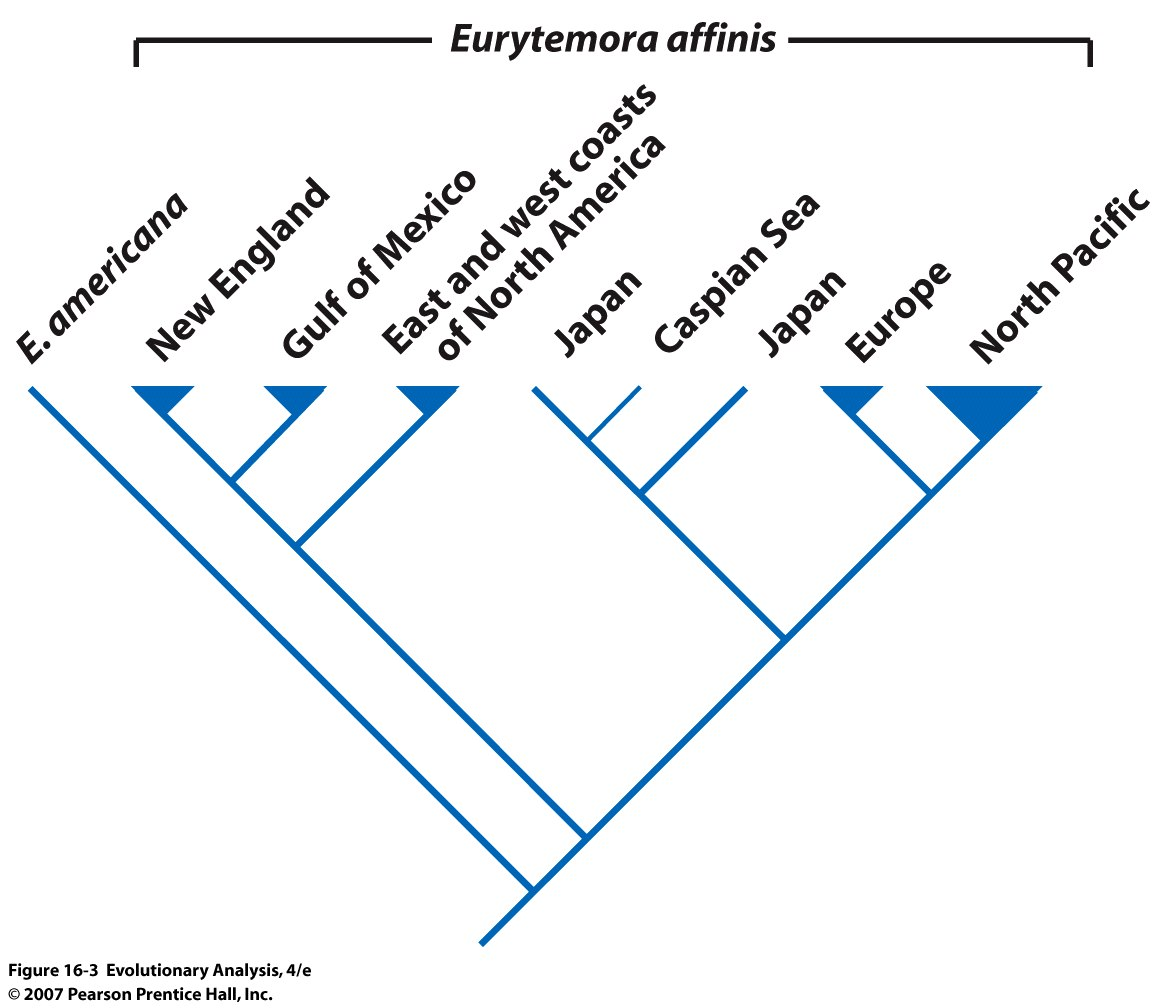 Eurytemora affinis
E. americana
New England
Gulf of Mexico
East and west coasts
of North America
Japan
Caspian Sea
Japan
Europe
North Pacific
Figure 16-3 Evolutionary Analysis, 4/e
© 2007 Pearson Prentice Hall, Inc.